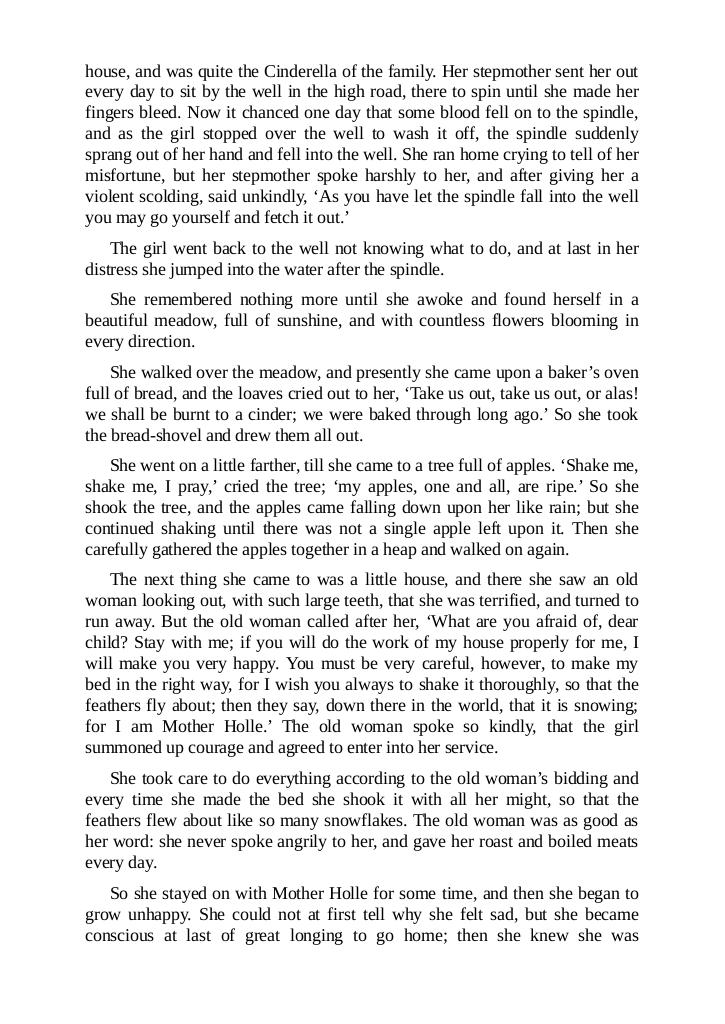 house, and was quite the Cinderella of the family. Her stepmother sent her out
every day to sit by the well in the high road, there to spin until she made her
fingers bleed. Now it chanced one day that some blood fell on to the spindle,
and as the girl stopped over the well to wash it off, the spindle suddenly
sprang out of her hand and fell into the well. She ran home crying to tell of her
misfortune, but her stepmother spoke harshly to her, and after giving her a
violent scolding, said unkindly, ‘As you have let the spindle fall into the well
you may go yourself and fetch it out.’
The girl went back to the well not knowing what to do, and at last in her
distress she jumped into the water after the spindle.
She remembered nothing more until she awoke and found herself in a
beautiful meadow, full of sunshine, and with countless flowers blooming in
every direction.
She walked over the meadow, and presently she came upon a baker’s oven
full of bread, and the loaves cried out to her, ‘Take us out, take us out, or alas!
we shall be burnt to a cinder; we were baked through long ago.’ So she took
the bread-shovel and drew them all out.
She went on a little farther, till she came to a tree full of apples. ‘Shake me,
shake me, I pray,’ cried the tree; ‘my apples, one and all, are ripe.’ So she
shook the tree, and the apples came falling down upon her like rain; but she
continued shaking until there was not a single apple left upon it. Then she
carefully gathered the apples together in a heap and walked on again.
The next thing she came to was a little house, and there she saw an old
woman looking out, with such large teeth, that she was terrified, and turned to
run away. But the old woman called after her, ‘What are you afraid of, dear
child? Stay with me; if you will do the work of my house properly for me, I
will make you very happy. You must be very careful, however, to make my
bed in the right way, for I wish you always to shake it thoroughly, so that the
feathers fly about; then they say, down there in the world, that it is snowing;
for I am Mother Holle.’ The old woman spoke so kindly, that the girl
summoned up courage and agreed to enter into her service.
She took care to do everything according to the old woman’s bidding and
every time she made the bed she shook it with all her might, so that the
feathers flew about like so many snowflakes. The old woman was as good as
her word: she never spoke angrily to her, and gave her roast and boiled meats
every day.
So she stayed on with Mother Holle for some time, and then she began to
grow unhappy. She could not at first tell why she felt sad, but she became
conscious at last of great longing to go home; then she knew she was